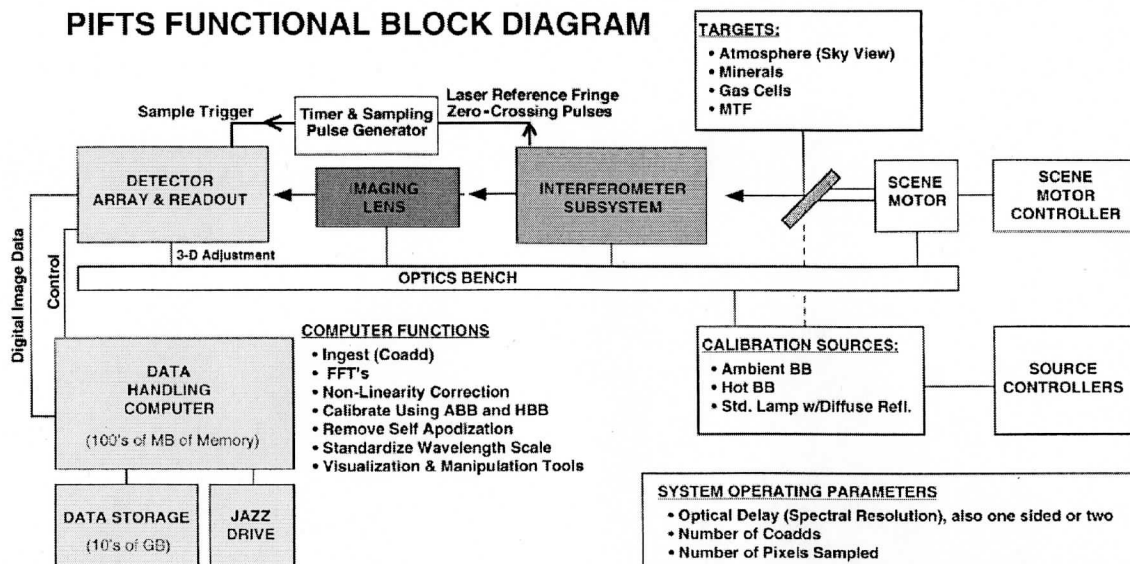 PIFTS FUNCTIONAL BLOCK DIAGRAM
TARGETS:
• Atmosphere (Sky View)
• Minerals
• Gas Cells
• MTF
Sample Trigger
Timer & Sampling
Pulse Generator
Laser Reference Fringe
Zero-Crossing Pulses
DETECTOR
ARRAY & READOUT
IMAGING
LENS
INTERFEROMETER
SUBSYSTEM
SCENE
MOTOR
SCENE
MOTOR
CONTROLLER
3-D Adjustment
OPTICS BENCH
Digital Image Data
Control
DATA
HANDLING
COMPUTER
(100's of MB of Memory)
DATA STORAGE
(10's of GB)
JAZZ
DRIVE
COMPUTER FUNCTIONS
• Ingest (Coadd)
• FFT's
• Non-Linearity Correction
• Calibrate Using ABB and HBB
• Remove Self Apodization
• Standardize Wavelength Scale
• Visualization & Manipulation Tools
CALIBRATION SOURCES:
• Ambient BB
• Hot BB
• Std. Lamp w/Diffuse Refl.
SOURCE
CONTROLLERS
SYSTEM OPERATING PARAMETERS
• Optical Delay (Spectral Resolution), also one sided or two
• Number of Coadds
• Number of Pixels Sampled